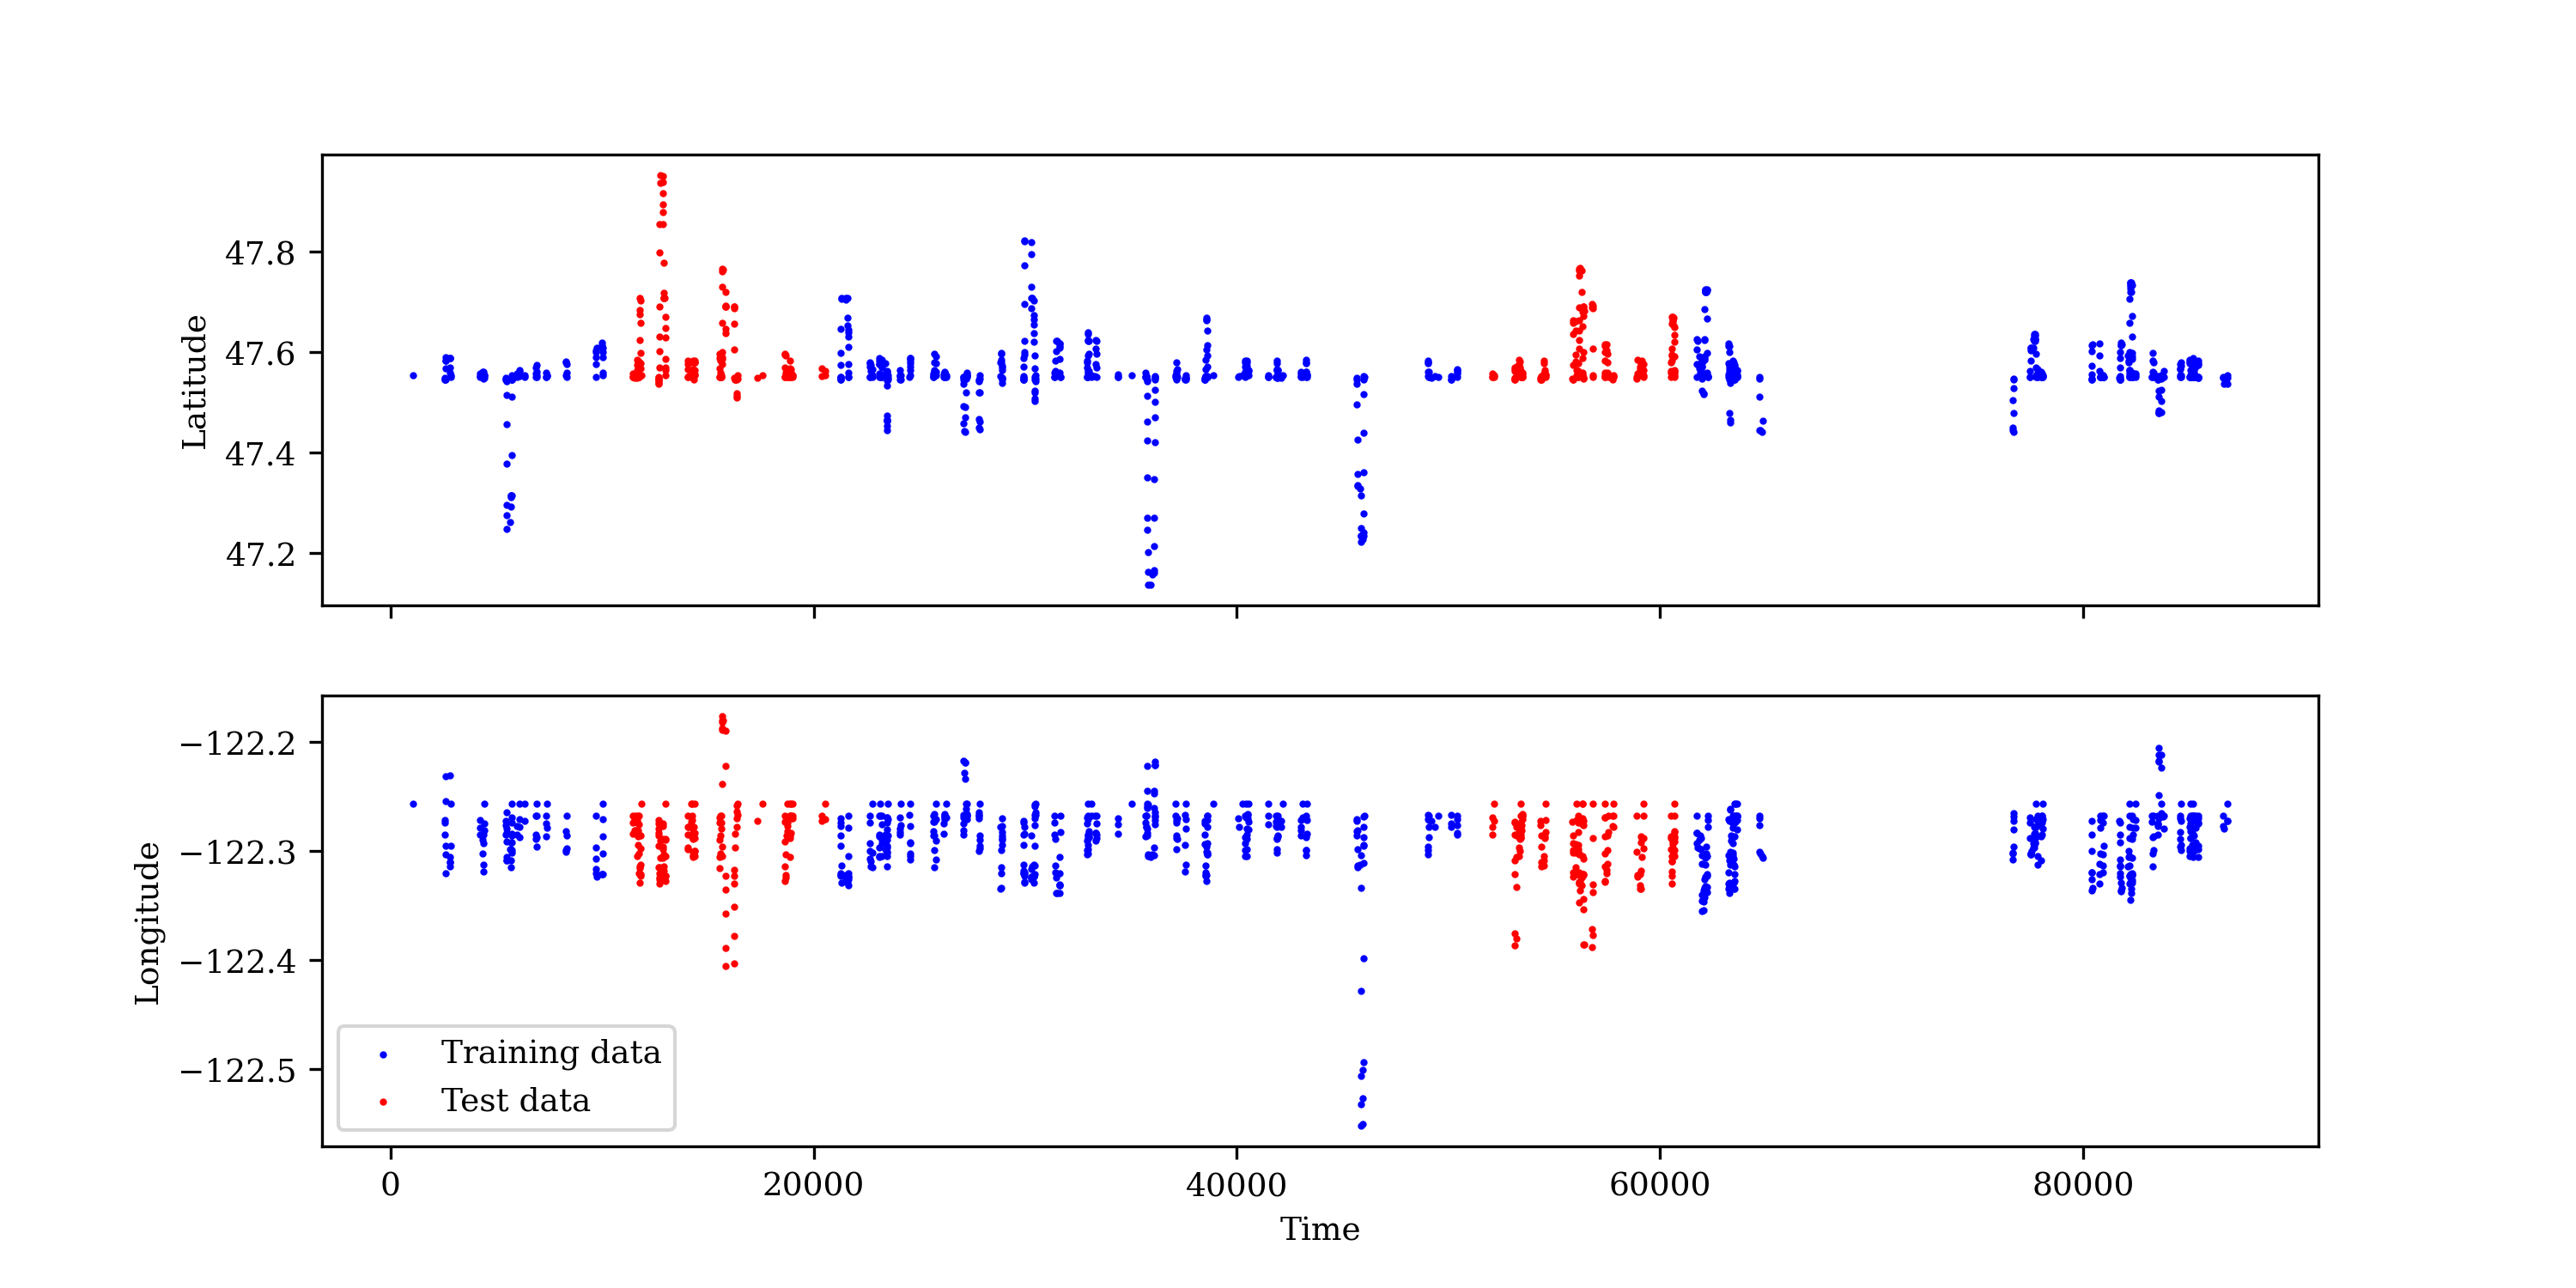 Latitude
47.8
47.6
47.4
47.2
Longitude
−122.2
−122.3
−122.4
−122.5
Training data
Test data
0 20000 40000 60000 80000
Time